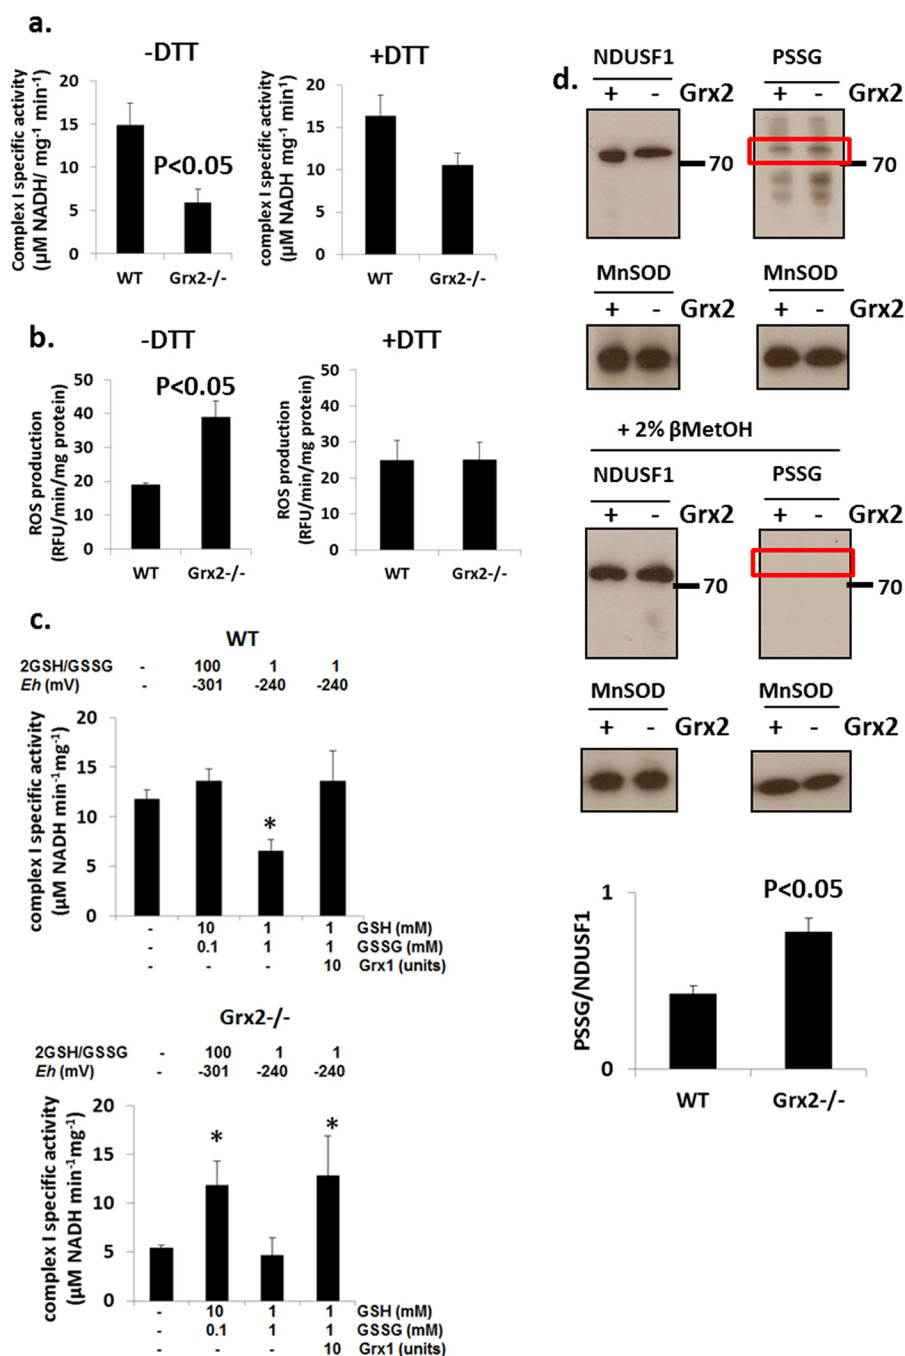 a.
-DTT
+DTT
Complex I specific activity
(µM NADH/ mg-1 min-1)
20
15
10
5
0
P<0.05
WT
Grx2-/-
complex I specific activity
(µM NADH mg-1 min1)
20
15
10
5
0
WT
Grx2-/-
b.
-DTT
+DTT
ROS production
(RFU/min/mg protein)
50
40
30
20
10
0
P<0.05
WT
Grx2-/-
ROS production
(RFU/min/mg protein)
50
40
30
20
10
0
WT
Grx2-/-
c.
WT
2GSH/GSSG - 100 1 1
Eh (mV) - -301 -240 -240
complex I specific activity
(µM NADH min-1mg-1)
20
15
10
5
0
*
- 10 1 1 GSH (mM)
- 0.1 1 1 GSSG (mM)
- - - 10 Grx1 (units)
Grx2-/-
2GSH/GSSG - 100 1 1
Eh (mV) - -301 -240 -240
complex I specific activity
(µM NADH min-1mg-1)
20
15
10
5
0
* *
- 10 1 1 GSH (mM)
- 0.1 1 1 GSSG (mM)
- - - 10 Grx1 (units)
d.
NDUSF1
PSSG
+ - Grx2
+ - Grx2
70
70
MnSOD
MnSOD
+ - Grx2
+ - Grx2
+ 2% βMetOH
NDUSF1
PSSG
+ - Grx2
+ - Grx2
70
70
MnSOD
MnSOD
+ - Grx2
+ - Grx2
PSSG/NDUSF1
1
0
P<0.05
WT
Grx2-/-